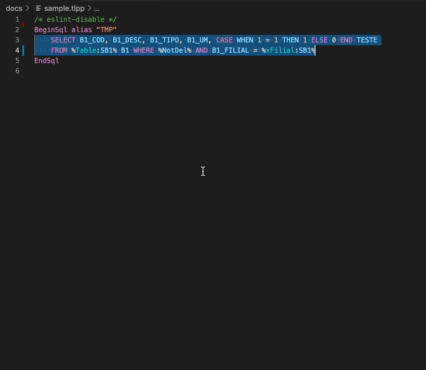 docs > sample.tlpp > ...
1 /* eslint-disable */
2 BeginSql alias "TMP"
3 SELECT B1_COD, B1_DESC, B1_TIPO, B1_UM, CASE WHEN 1 = 1 THEN 1 ELSE 0 END TESTE
4 FROM %Table:SB1% B1 WHERE %NotDel% AND B1_FILIAL = %xFilial:SB1%
5 EndSql
6